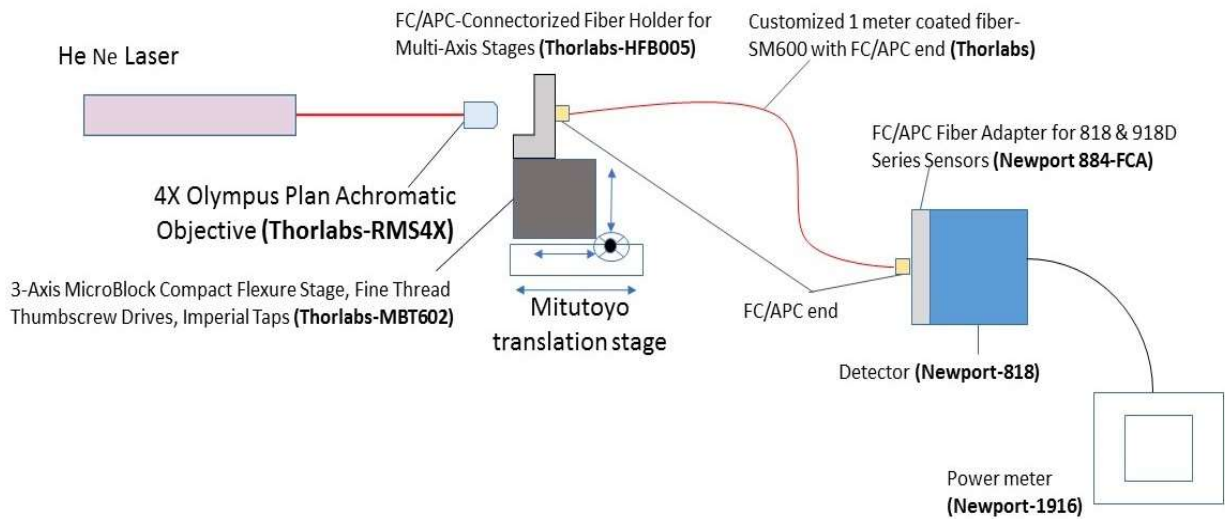 He Ne Laser
FC/APC-Connectorized Fiber Holder for
Multi-Axis Stages (Thorlabs-HFB005)
Customized 1 meter coated fiber-
SM600 with FC/APC end (Thorlabs)
FC/APC Fiber Adapter for 818 & 918D
Series Sensors (Newport 884-FCA)
4X Olympus Plan Achromatic
Objective (Thorlabs-RMS4X)
3-Axis MicroBlock Compact Flexure Stage, Fine Thread
Thumbscrew Drives, Imperial Taps (Thorlabs-MBT602)
Mitutoyo
translation stage
FC/APC end
Detector (Newport-818)
Power meter
(Newport-1916)